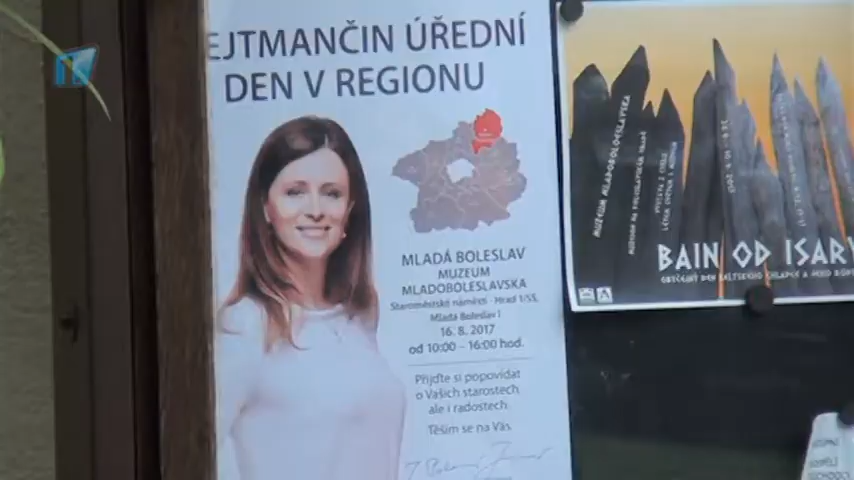 EJTMANČIN ÚŘEDNÍ
DEN V REGIONU
MLADÁ BOLESLAV
MUZEUM
MLADOBOLESLAVSKA
Staroměstské náměstí - Hrad 1/55,
Mladá Boleslav I
16. 8. 2017
od 10:00 – 16:00 hod.
Přijďte si popovídat
o Vašich starostech
ale i radostech.
Těším se na Vás
MUZEUM MLADOBOLESLAVSKA
BAIN OD ISARY